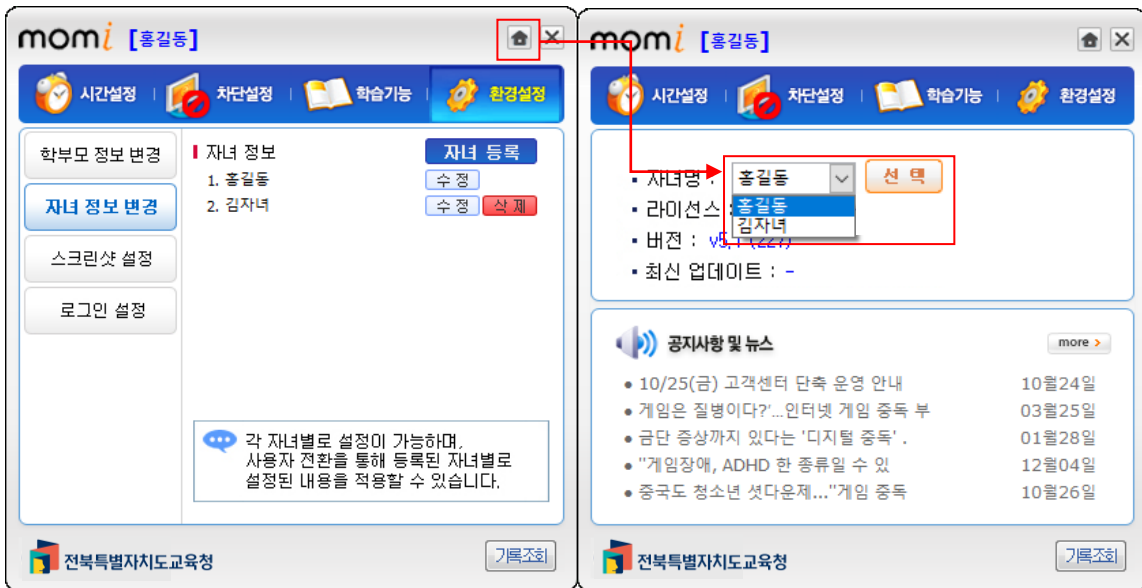 momi [홍길동]
시간설정 | 차단설정 | 학습기능 | 환경설정
학부모 정보 변경
자녀 정보 변경
스크린샷 설정
로그인 설정
자녀 정보
자녀 등록
1. 홍길동
수 정
2. 김자녀
수 정
삭 제
각 자녀별로 설정이 가능하며,
사용자 전환을 통해 등록된 자녀별로
설정된 내용을 적용할 수 있습니다.
전북특별자치도교육청
기록조회
momi [홍길동]
시간설정 | 차단설정 | 학습기능 | 환경설정
▪ 자녀명 : 홍길동
선 택
홍길동
김자녀
▪ 라이선스 :
▪ 버전 : v5,1 (227)
▪ 최신 업데이트 : -
공지사항 및 뉴스
more >
● 10/25(금) 고객센터 단축 운영 안내 10월24일
● 게임은 질병이다?'...인터넷 게임 중독 부 03월25일
● 금단 증상까지 있다는 '디지털 중독' . 01월28일
● "게임장애, ADHD 한 종류일 수 있 12월04일
● 중국도 청소년 셧다운제..."게임 중독 10월26일
전북특별자치도교육청
기록조회